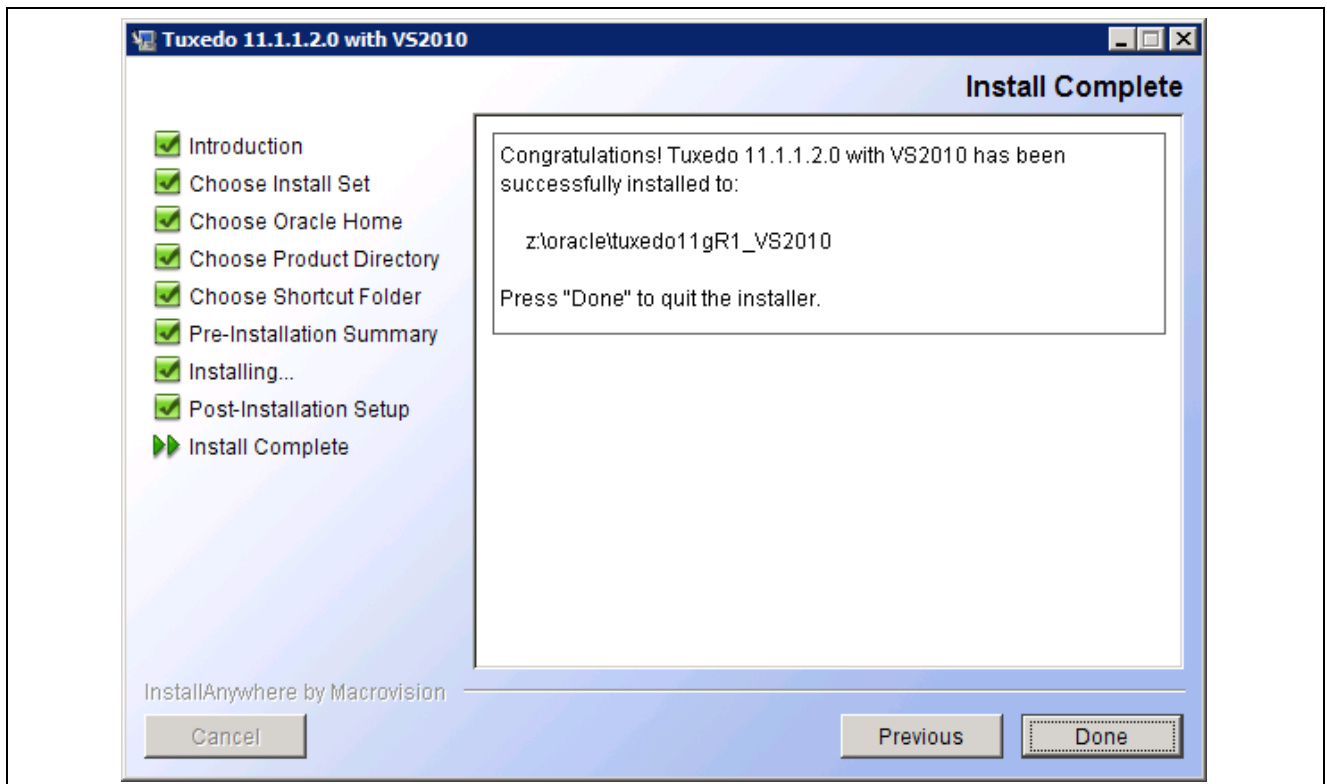 Tuxedo 11.1.1.2.0 with VS2010
Install Complete
Introduction
Choose Install Set
Choose Oracle Home
Choose Product Directory
Choose Shortcut Folder
Pre-Installation Summary
Installing...
Post-Installation Setup
Install Complete
Congratulations! Tuxedo 11.1.1.2.0 with VS2010 has been
successfully installed to:
z:\oracle\tuxedo11gR1_VS2010
Press "Done" to quit the installer.
InstallAnywhere by Macrovision
Cancel
Previous
Done